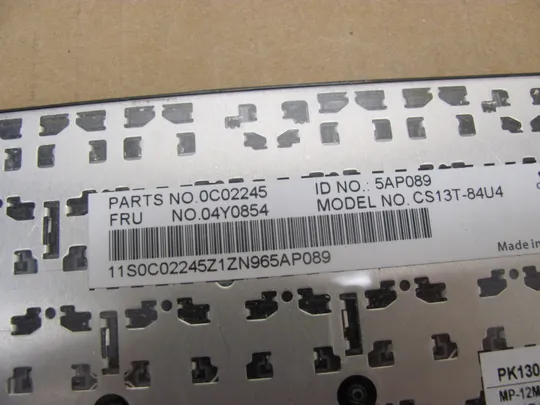 PARTS NO.0C02245 ID NO.: 5AP089
FRU NO.04Y0854 MODEL NO. CS13T-84U4
Made in
11S0C02245Z1ZN965AP089
PK130
MP-12M